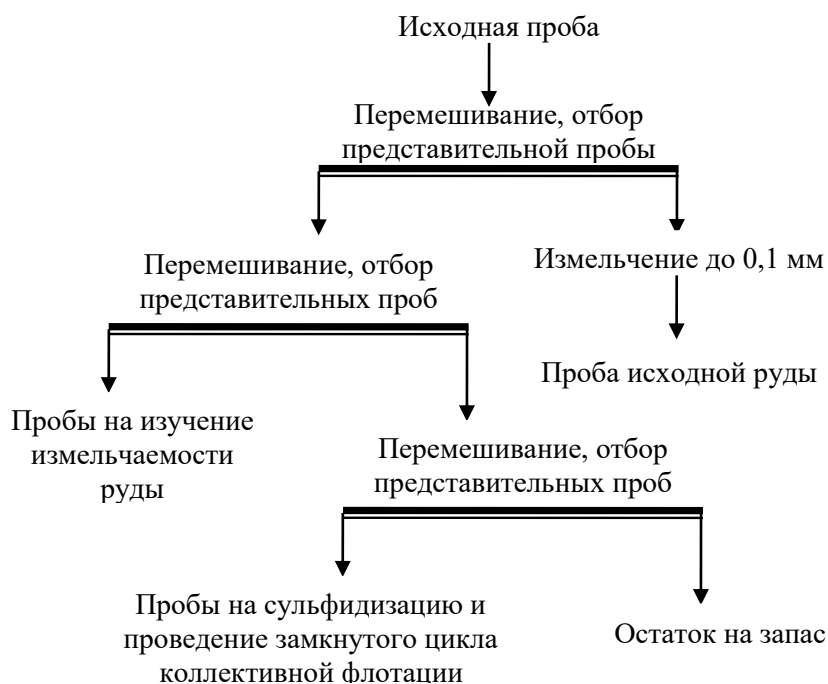 Исходная проба
Перемешивание, отбор
представительной пробы
Перемешивание, отбор
представительных проб
Измельчение до 0,1 мм
Проба исходной руды
Пробы на изучение
измельчаемости
руды
Перемешивание, отбор
представительных проб
Пробы на сульфидизацию и
проведение замкнутого цикла
коллективной флотации
Остаток на запас